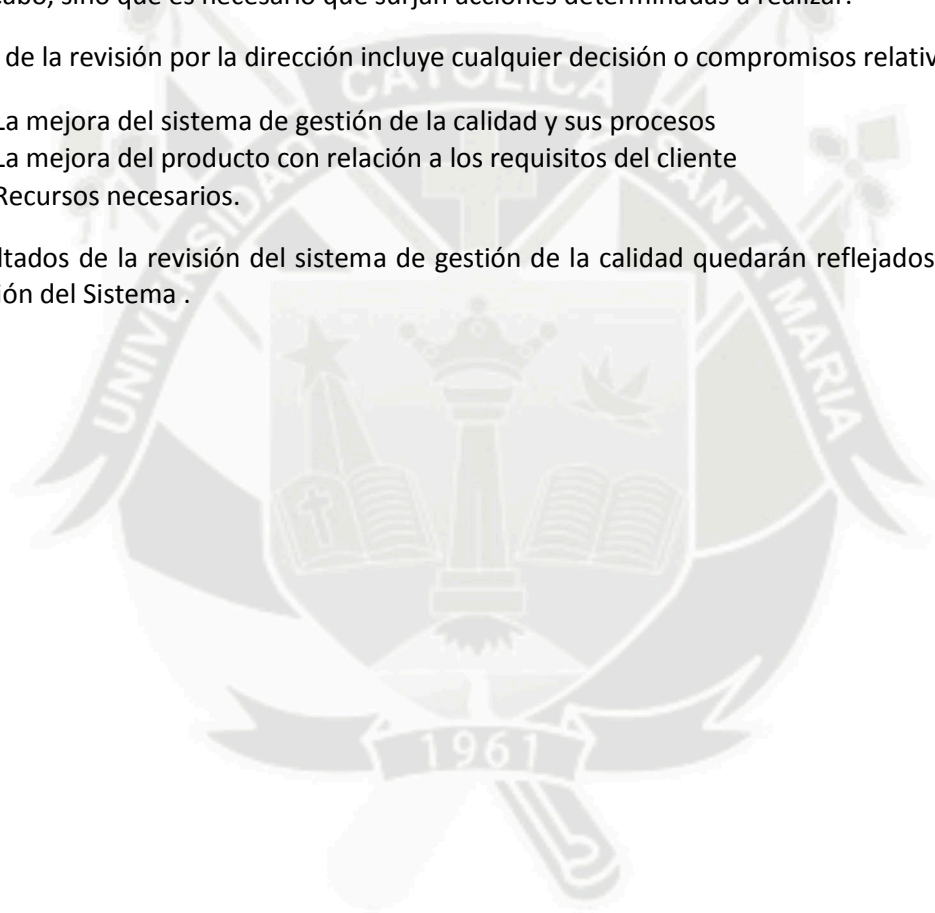 cabo, sino que es necesario que surjan acciones determinadas a realizar.
de la revisión por la dirección incluye cualquier decisión o compromisos relativ
La mejora del sistema de gestión de la calidad y sus procesos
La mejora del producto con relación a los requisitos del cliente
Recursos necesarios.
ltados de la revisión del sistema de gestión de la calidad quedarán reflejados
ión del Sistema .
UNIVERSIDAD CATOLICA SANTA MARIA
1961